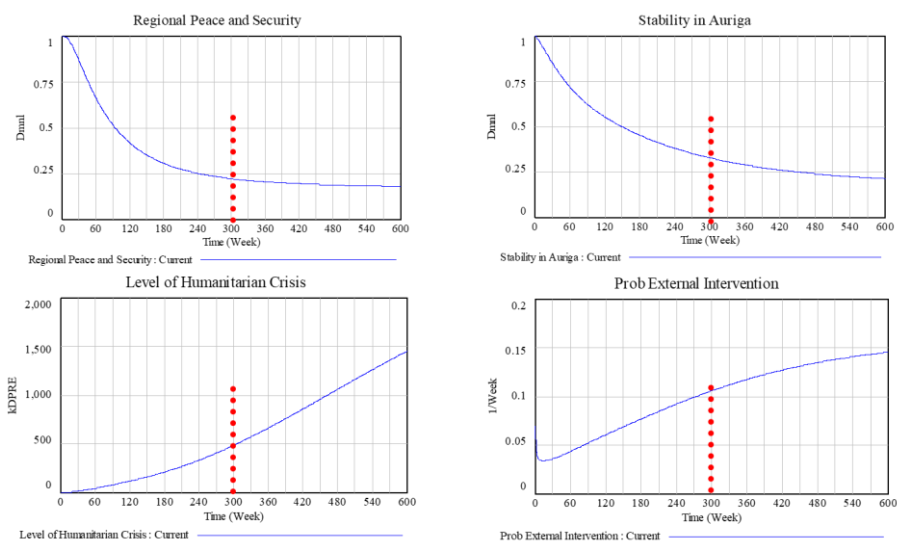 Regional Peace and Security
1
0.75
0.5
0.25
0
Dmnl
0 60 120 180 240 300 360 420 480 540 600
Time (Week)
Regional Peace and Security : Current
Stability in Auriga
1
0.75
0.5
0.25
0
Dmnl
0 60 120 180 240 300 360 420 480 540 600
Time (Week)
Stability in Auriga : Current
Level of Humanitarian Crisis
2,000
1,500
1,000
500
0
kDPRE
0 60 120 180 240 300 360 420 480 540 600
Time (Week)
Level of Humanitarian Crisis : Current
Prob External Intervention
0.2
0.15
0.1
0.05
0
1/Week
0 60 120 180 240 300 360 420 480 540 600
Time (Week)
Prob External Intervention : Current